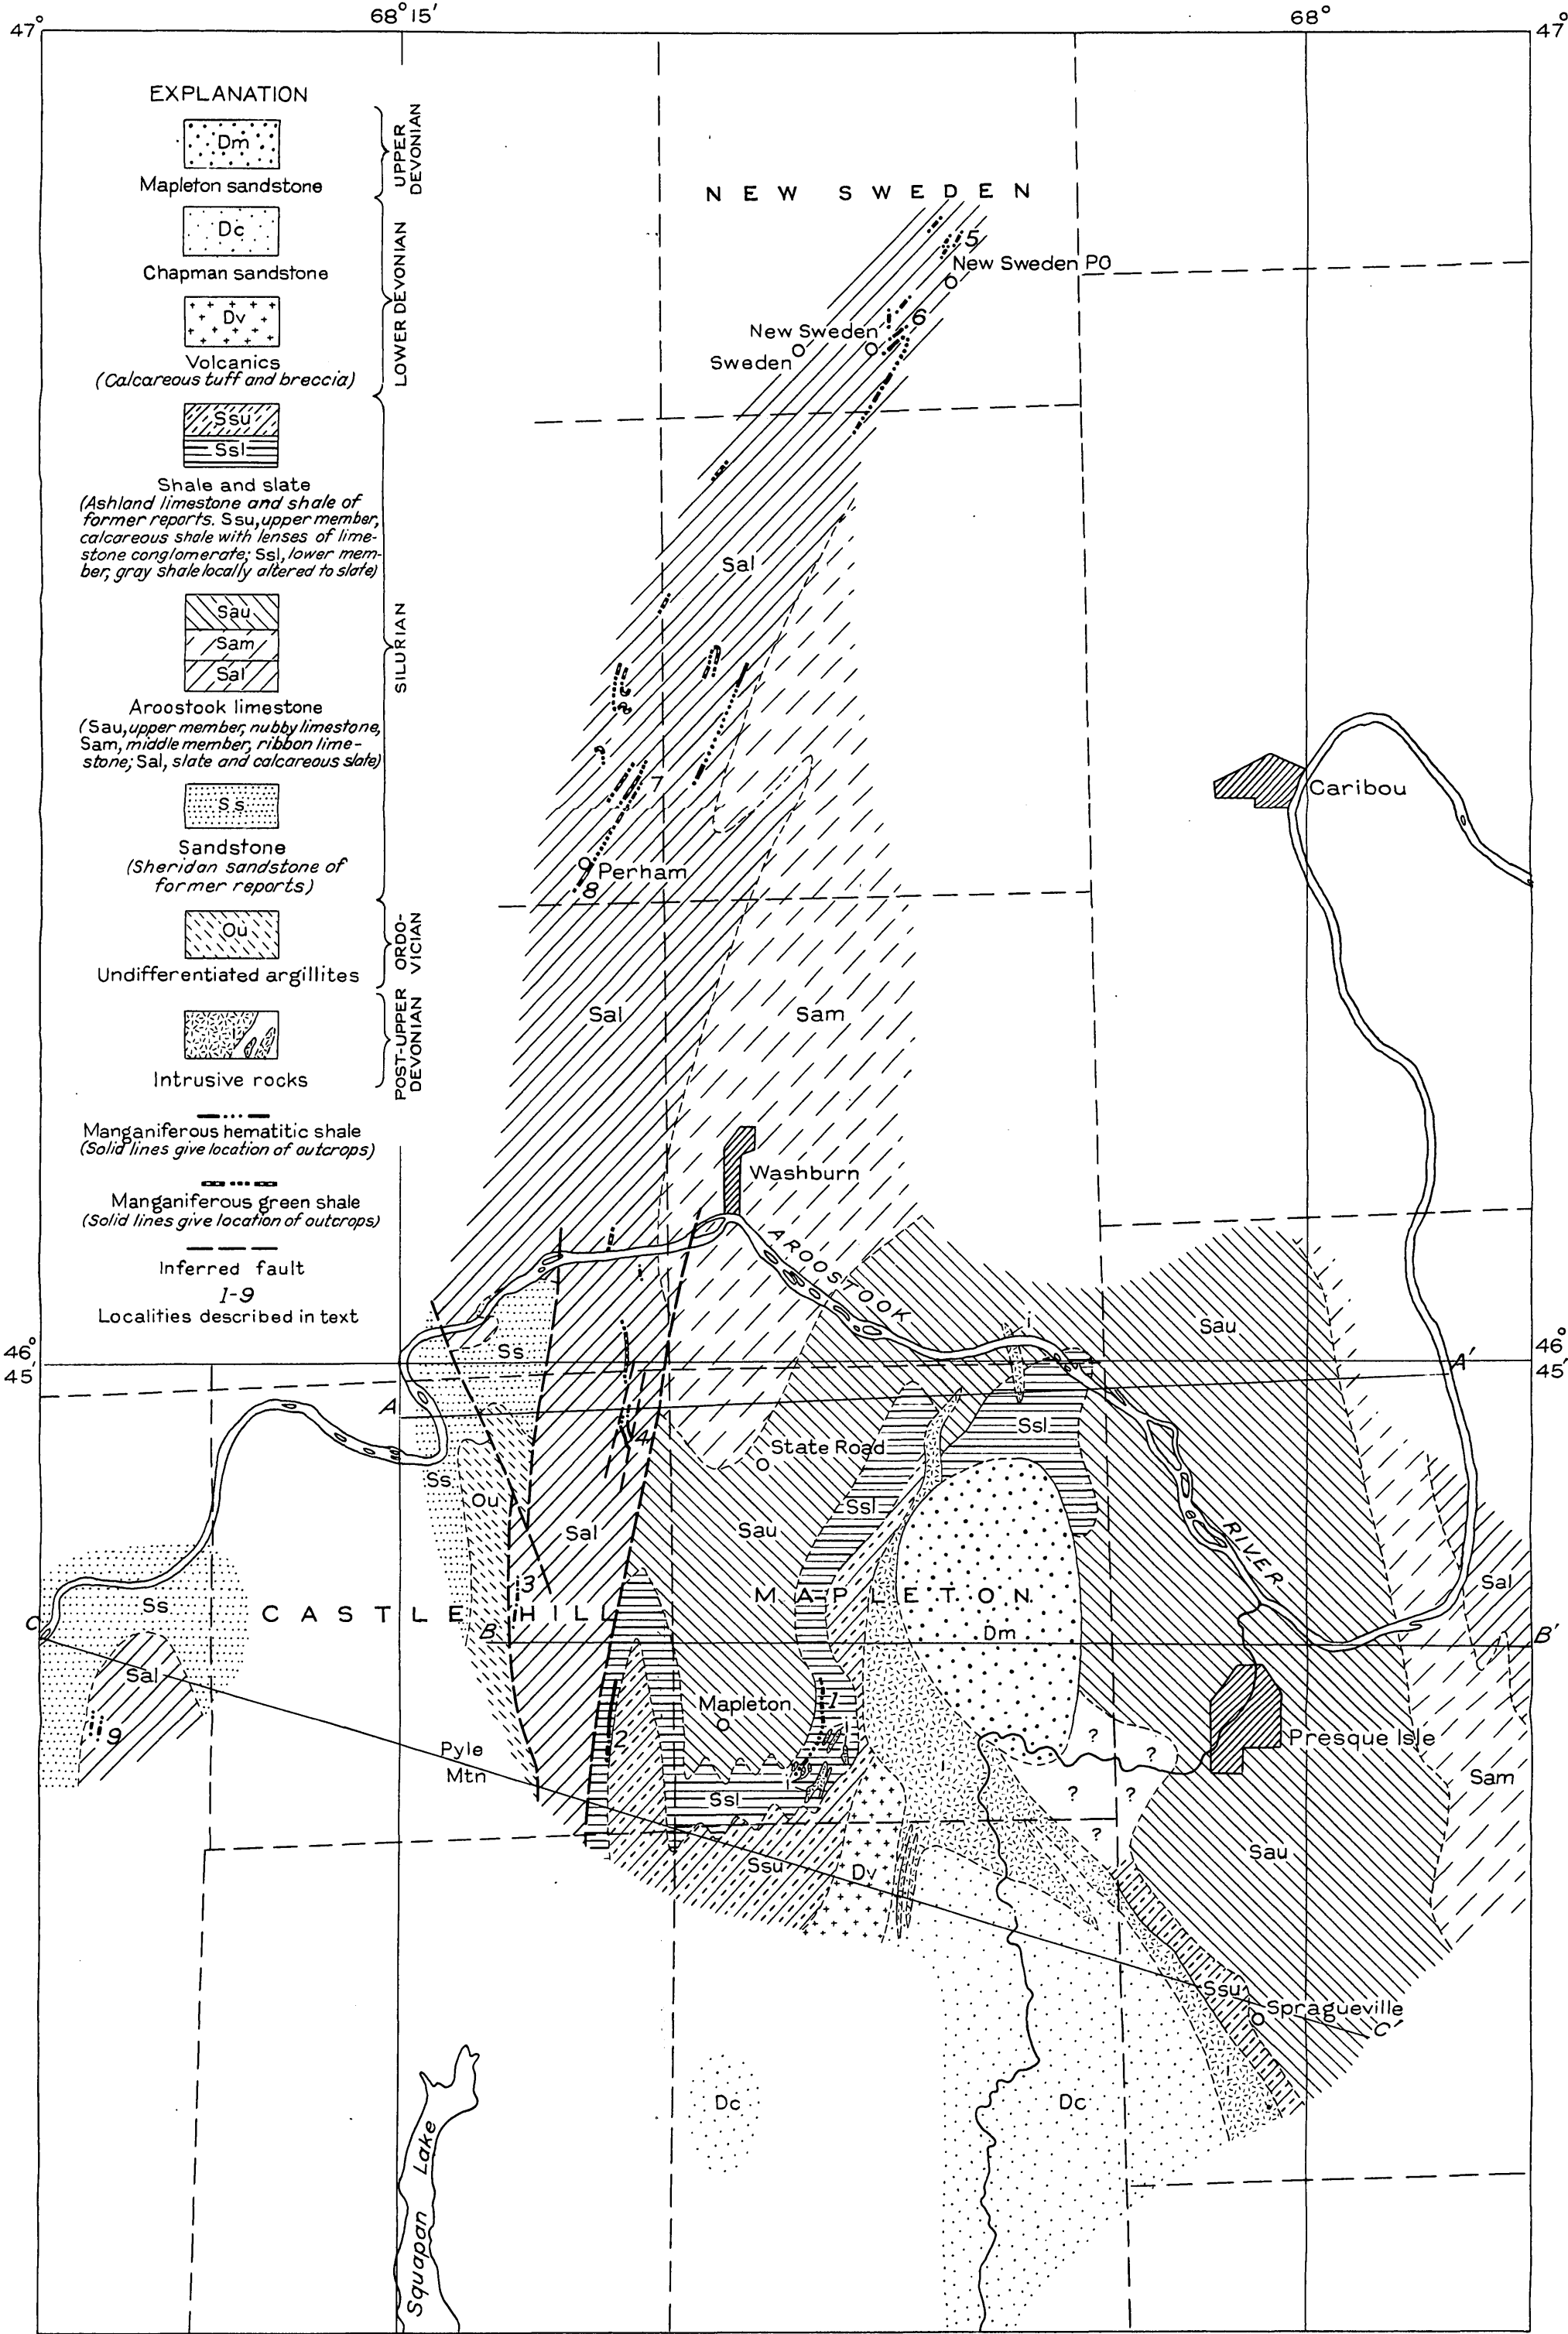 68°15′
68°
47°
47°
EXPLANATION
Dm
Mapleton sandstone
Dc
Chapman sandstone
Dv
Volcanics
(Calcareous tuff and breccia)
Ssu
Ssl
Shale and slate
(Ashland limestone and shale of
former reports. Ssu, upper member,
calcareous shale with lenses of lime-
stone conglomerate; Ssl, lower mem-
ber, gray shale locally altered to slate)
Sau
Sam
Sal
Aroostook limestone
(Sau, upper member, nubby limestone,
Sam, middle member, ribbon lime-
stone; Sal, slate and calcareous slate)
Ss
Sandstone
(Sheridan sandstone of
former reports)
Ou
Undifferentiated argillites
I
Intrusive rocks
Manganiferous hematitic shale
(Solid lines give location of outcrops)
Manganiferous green shale
(Solid lines give location of outcrops)
Inferred fault
1-9
Localities described in text
UPPER
DEVONIAN
LOWER DEVONIAN
SILURIAN
ORDO-
VICIAN
POST-UPPER
DEVONIAN
NEW SWEDEN
5
New Sweden PO
6
New Sweden
Sweden
Sal
7
Perham
8
Caribou
Sal
Sam
Washburn
AROOSTOOK
i
Sau
Ss
46°
45′
46°
45′
A
A′
4
State Road
Ssl
Ss
Ou
Ssl
Sal
Sau
RIVER
3
Sal
Ss
CASTLE HILL
MAPLETON
C
B
Dm
B′
Sal
9
Mapleton
1
2
Pyle
Mtn
I
?
?
Presque Isle
?
?
Sam
Ssl
i
?
Ssu
Dv
Sau
Ssu
Spragueville
C′
Dc
Dc
I
Squapan Lake